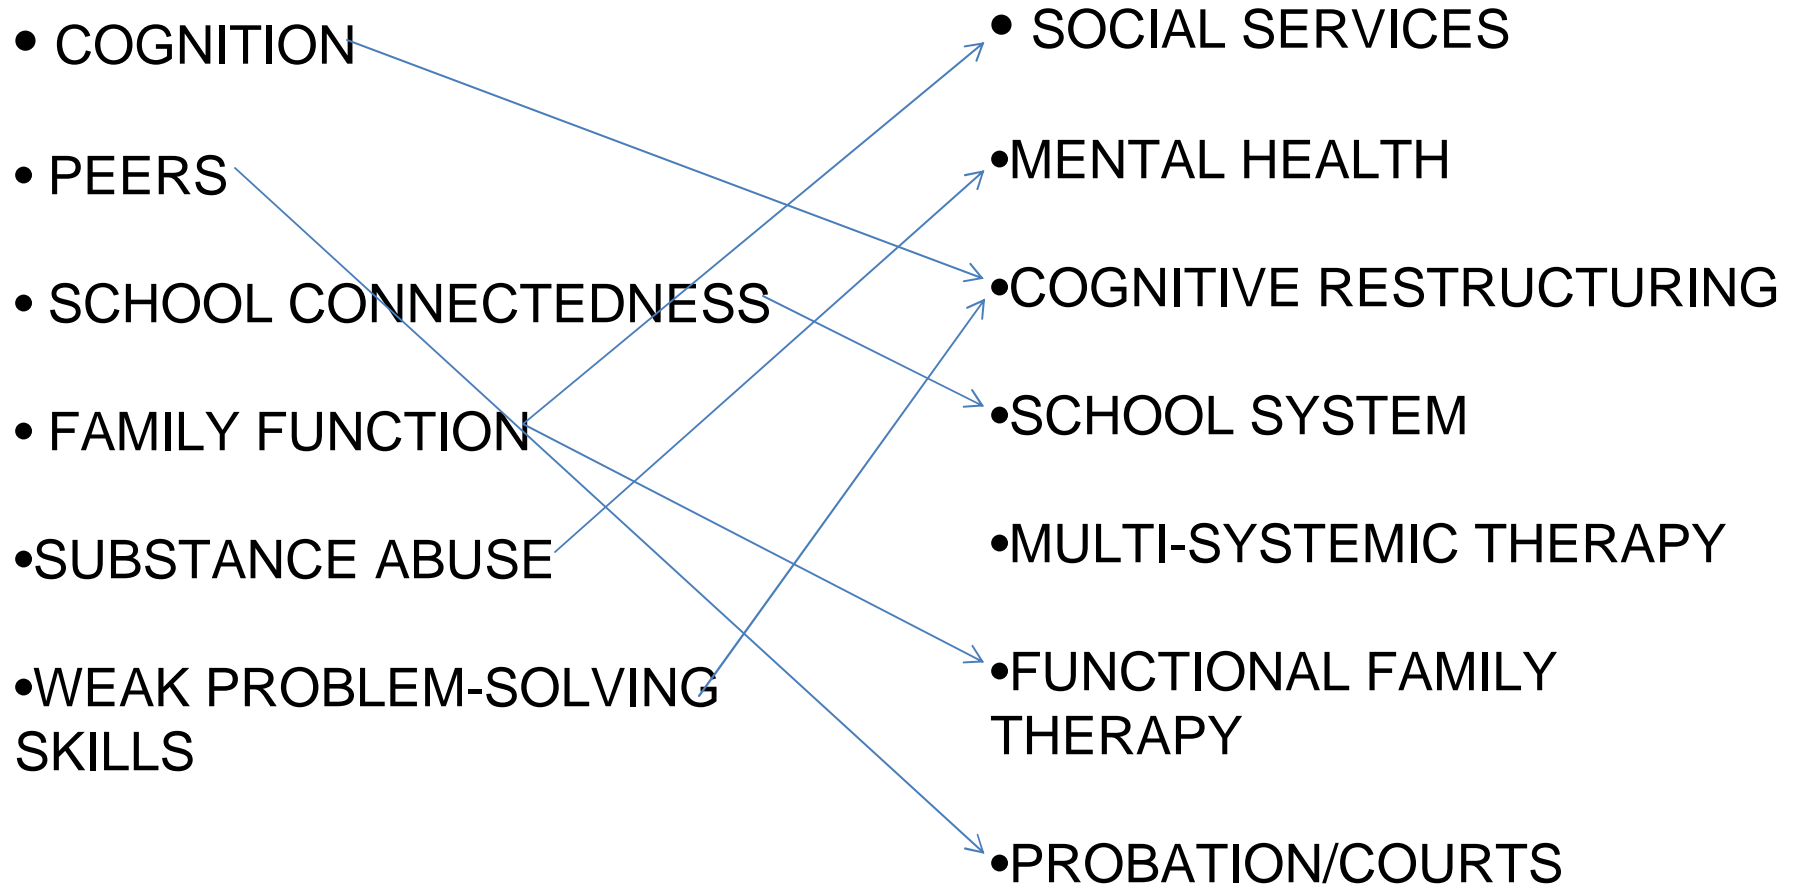 • COGNITION
• PEERS
• SCHOOL CONNECTEDNESS
• FAMILY FUNCTION
•SUBSTANCE ABUSE
•WEAK PROBLEM-SOLVING
SKILLS
• SOCIAL SERVICES
•MENTAL HEALTH
•COGNITIVE RESTRUCTURING
•SCHOOL SYSTEM
•MULTI-SYSTEMIC THERAPY
•FUNCTIONAL FAMILY
THERAPY
•PROBATION/COURTS